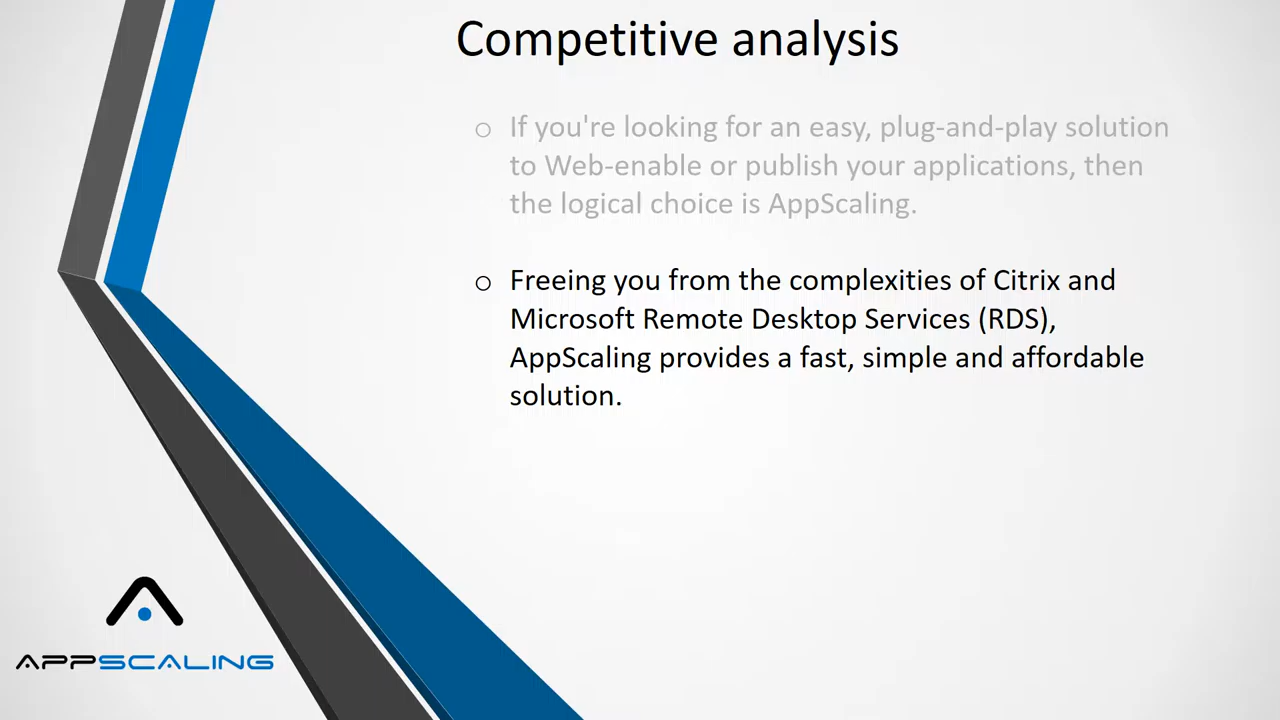 Competitive analysis
○ If you're looking for an easy, plug-and-play solution
to Web-enable or publish your applications, then
the logical choice is AppScaling.
○ Freeing you from the complexities of Citrix and
Microsoft Remote Desktop Services (RDS),
AppScaling provides a fast, simple and affordable
solution.
APPSCALING